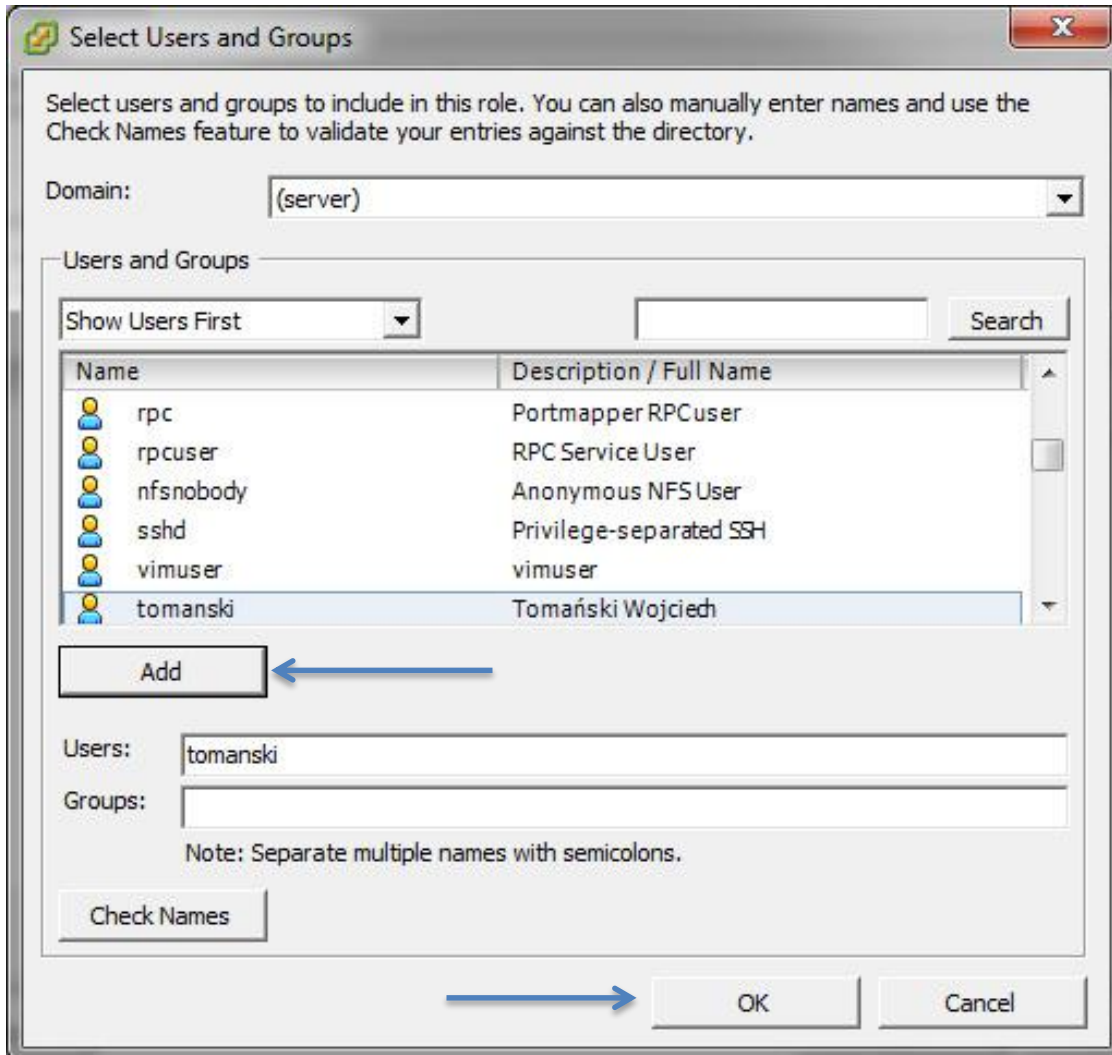 Select Users and Groups
Select users and groups to include in this role. You can also manually enter names and use the
Check Names feature to validate your entries against the directory.
Domain: (server)
Users and Groups
Show Users First Search
Name Description / Full Name
rpc Portmapper RPC user
rpcuser RPC Service User
nfsnobody Anonymous NFS User
sshd Privilege-separated SSH
vimuser vimuser
tomanski Tomański Wojciech
Add
Users: tomanski
Groups:
Note: Separate multiple names with semicolons.
Check Names
OK Cancel